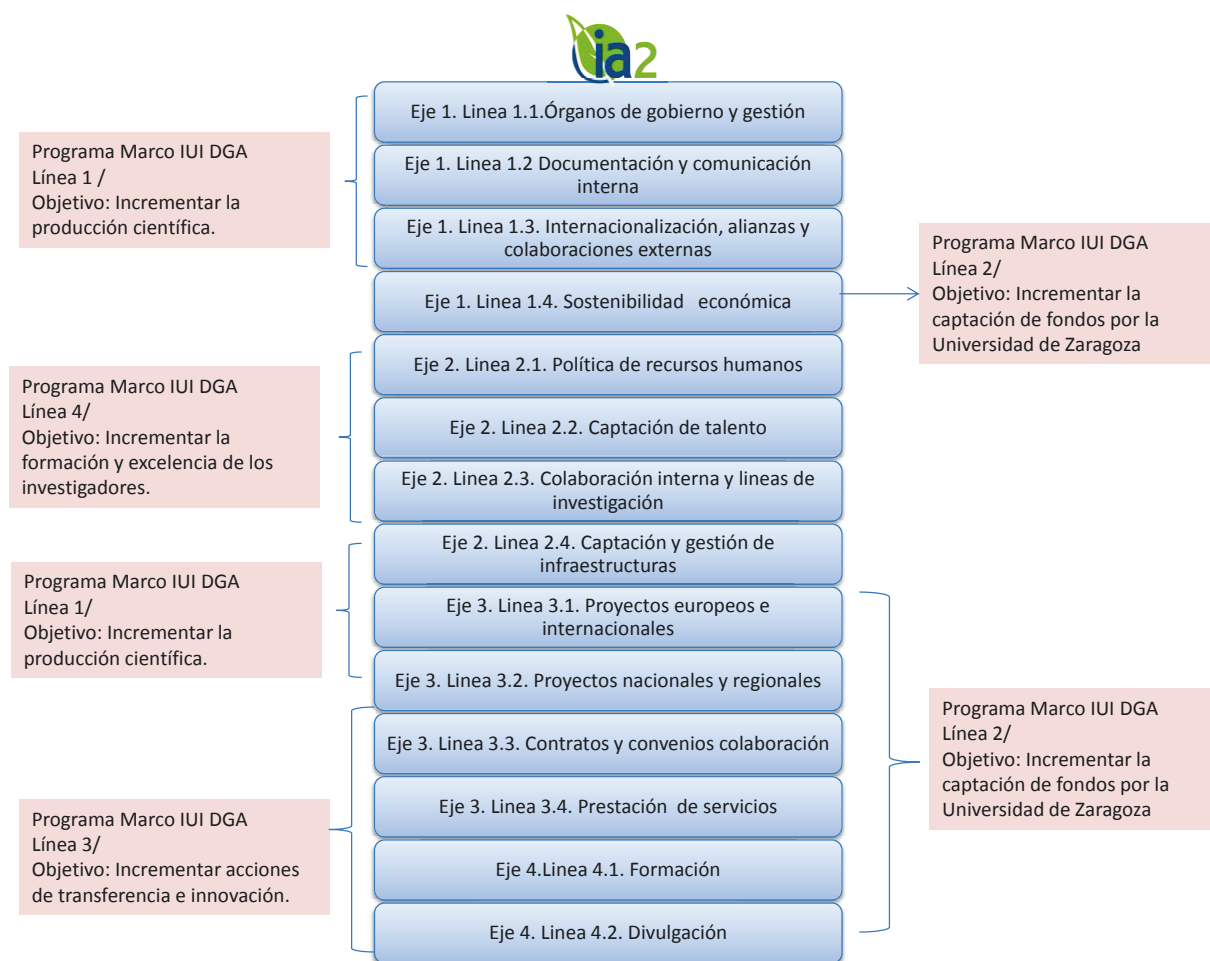 ia2
Eje 1. Linea 1.1.Órganos de gobierno y gestión
Programa Marco IUI DGA
Línea 1 /
Objetivo: Incrementar la
producción científica.
Eje 1. Linea 1.2 Documentación y comunicación
interna
Eje 1. Linea 1.3. Internacionalización, alianzas y
colaboraciones externas
Eje 1. Linea 1.4. Sostenibilidad económica
Programa Marco IUI DGA
Línea 2/
Objetivo: Incrementar la
captación de fondos por la
Universidad de Zaragoza
Programa Marco IUI DGA
Línea 4/
Objetivo: Incrementar la
formación y excelencia de los
investigadores.
Eje 2. Linea 2.1. Política de recursos humanos
Eje 2. Linea 2.2. Captación de talento
Eje 2. Linea 2.3. Colaboración interna y lineas de
investigación
Programa Marco IUI DGA
Línea 1/
Objetivo: Incrementar la
producción científica.
Eje 2. Linea 2.4. Captación y gestión de
infraestructuras
Eje 3. Linea 3.1. Proyectos europeos e
internacionales
Eje 3. Linea 3.2. Proyectos nacionales y regionales
Eje 3. Linea 3.3. Contratos y convenios colaboración
Eje 3. Linea 3.4. Prestación de servicios
Eje 4.Linea 4.1. Formación
Eje 4. Linea 4.2. Divulgación
Programa Marco IUI DGA
Línea 2/
Objetivo: Incrementar la
captación de fondos por la
Universidad de Zaragoza
Programa Marco IUI DGA
Línea 3/
Objetivo: Incrementar acciones
de transferencia e innovación.